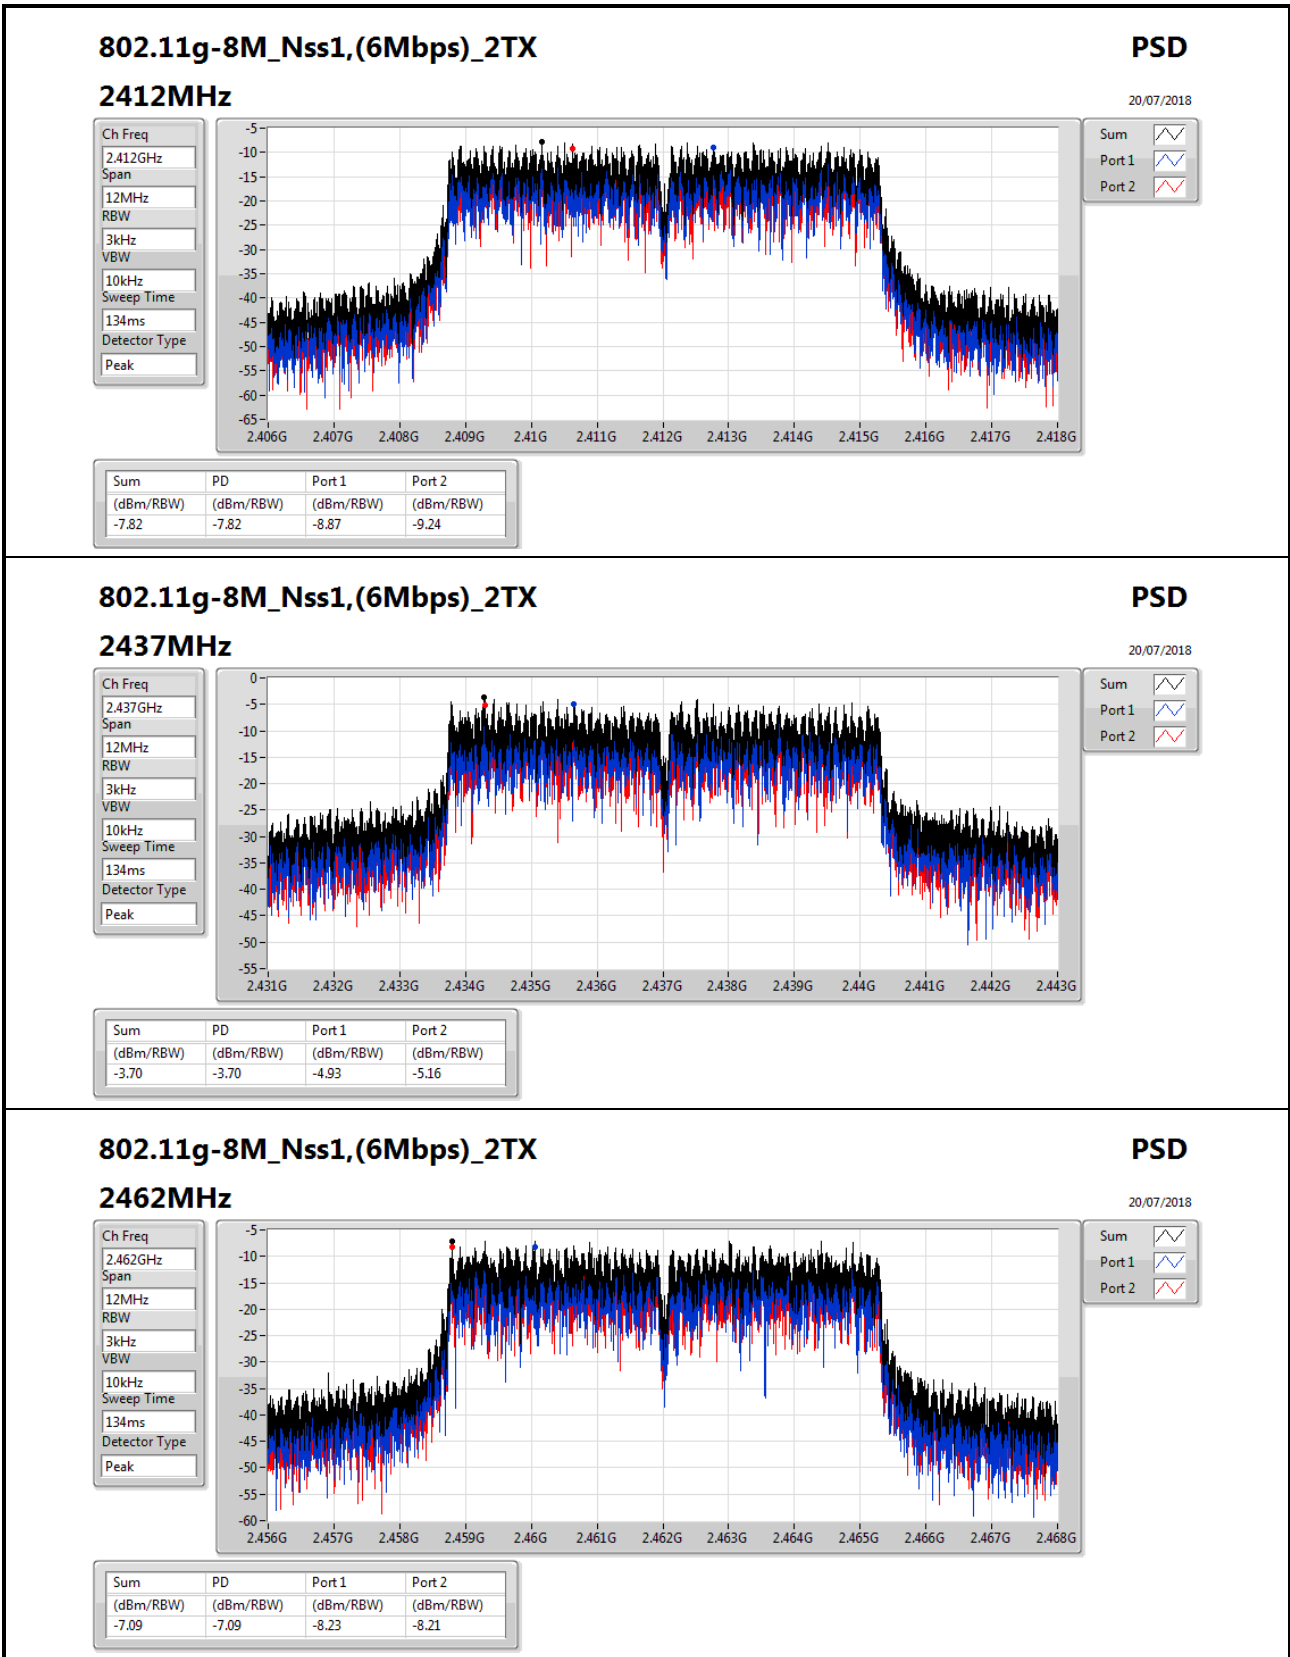 802.11g-8M_Nss1,(6Mbps)_2TX PSD
2412MHz 20/07/2018
Ch Freq
2.412GHz
Span
12MHz
RBW
3kHz
VBW
10kHz
Sweep Time
134ms
Detector Type
Peak
-5
-10
-15
-20
-25
-30
-35
-40
-45
-50
-55
-60
-65
2.406G 2.407G 2.408G 2.409G 2.41G 2.411G 2.412G 2.413G 2.414G 2.415G 2.416G 2.417G 2.418G
Sum
Port 1
Port 2
Sum PD Port 1 Port 2
(dBm/RBW) (dBm/RBW) (dBm/RBW) (dBm/RBW)
-7.82 -7.82 -8.87 -9.24
802.11g-8M_Nss1,(6Mbps)_2TX PSD
2437MHz 20/07/2018
Ch Freq
2.437GHz
Span
12MHz
RBW
3kHz
VBW
10kHz
Sweep Time
134ms
Detector Type
Peak
0
-5
-10
-15
-20
-25
-30
-35
-40
-45
-50
-55
2.431G 2.432G 2.433G 2.434G 2.435G 2.436G 2.437G 2.438G 2.439G 2.44G 2.441G 2.442G 2.443G
Sum
Port 1
Port 2
Sum PD Port 1 Port 2
(dBm/RBW) (dBm/RBW) (dBm/RBW) (dBm/RBW)
-3.70 -3.70 -4.93 -5.16
802.11g-8M_Nss1,(6Mbps)_2TX PSD
2462MHz 20/07/2018
Ch Freq
2.462GHz
Span
12MHz
RBW
3kHz
VBW
10kHz
Sweep Time
134ms
Detector Type
Peak
-5
-10
-15
-20
-25
-30
-35
-40
-45
-50
-55
-60
2.456G 2.457G 2.458G 2.459G 2.46G 2.461G 2.462G 2.463G 2.464G 2.465G 2.466G 2.467G 2.468G
Sum
Port 1
Port 2
Sum PD Port 1 Port 2
(dBm/RBW) (dBm/RBW) (dBm/RBW) (dBm/RBW)
-7.09 -7.09 -8.23 -8.21